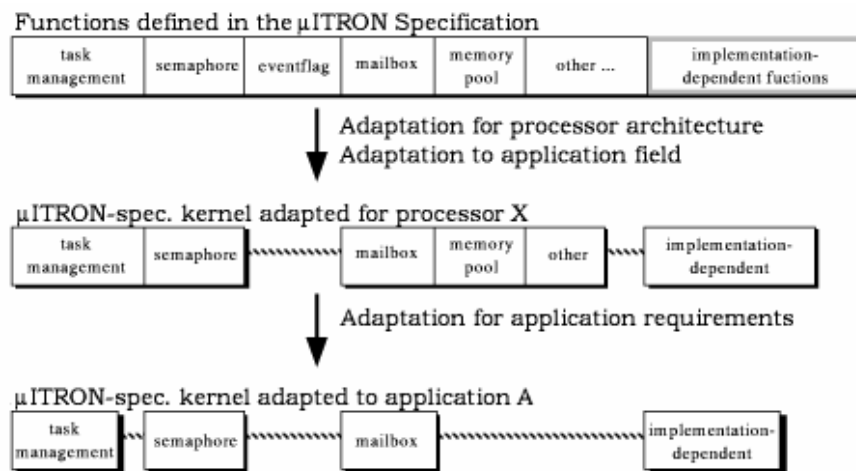 Functions defined in the µITRON Specification
task management
semaphore
eventflag
mailbox
memory pool
other ...
implementation-dependent fuctions
Adaptation for processor architecture
Adaptation to application field
µITRON-spec. kernel adapted for processor X
task management
semaphore
mailbox
memory pool
other
implementation-dependent
Adaptation for application requirements
µITRON-spec. kernel adapted to application A
task management
semaphore
mailbox
implementation-dependent